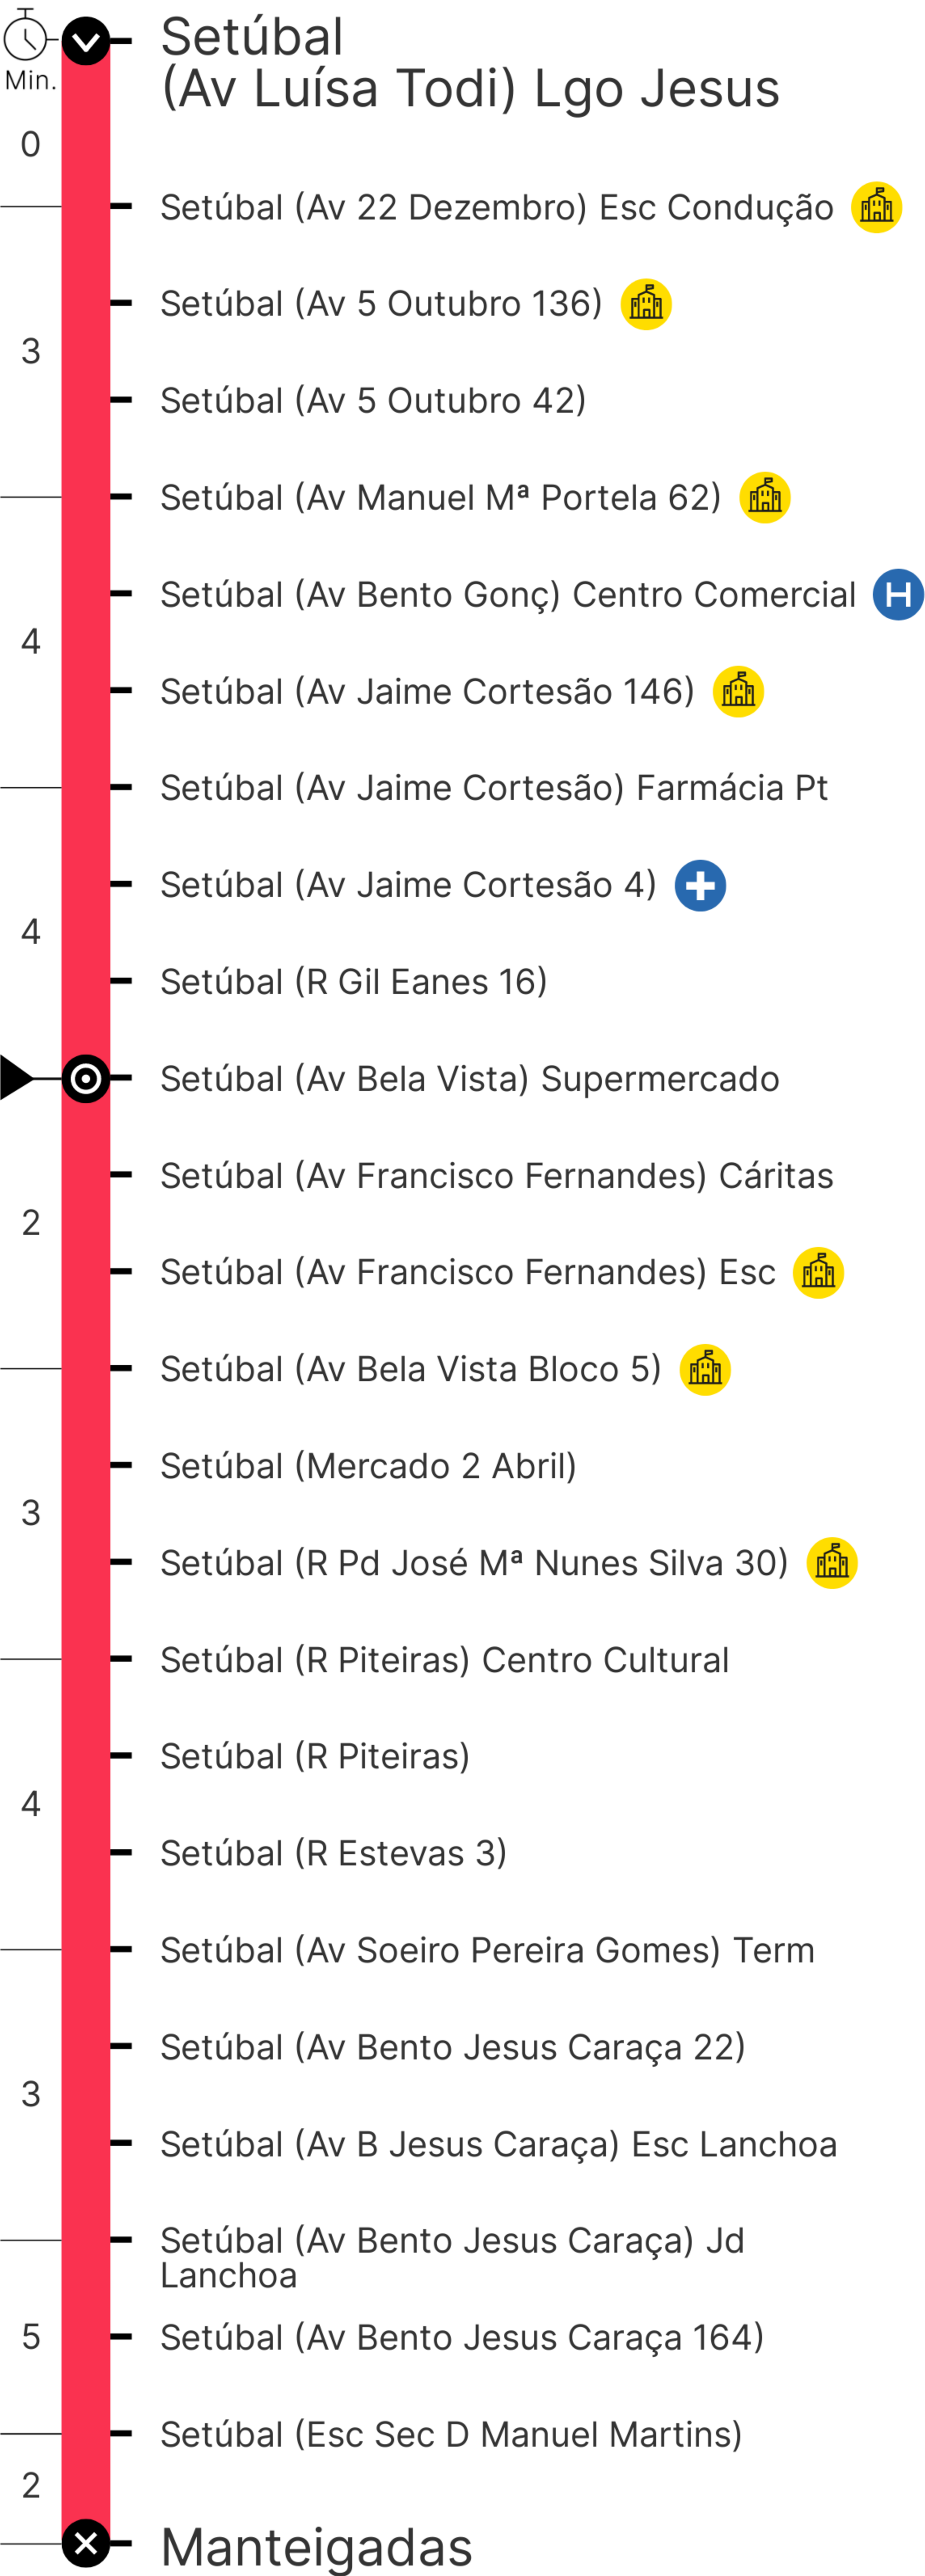 Setúbal
(Av Luísa Todi) Lgo Jesus
Min.
0
Setúbal (Av 22 Dezembro) Esc Condução
Setúbal (Av 5 Outubro 136)
3
Setúbal (Av 5 Outubro 42)
Setúbal (Av Manuel Mª Portela 62)
Setúbal (Av Bento Gonç) Centro Comercial H
4
Setúbal (Av Jaime Cortesão 146)
Setúbal (Av Jaime Cortesão) Farmácia Pt
Setúbal (Av Jaime Cortesão 4)
4
Setúbal (R Gil Eanes 16)
Setúbal (Av Bela Vista) Supermercado
Setúbal (Av Francisco Fernandes) Cáritas
2
Setúbal (Av Francisco Fernandes) Esc
Setúbal (Av Bela Vista Bloco 5)
Setúbal (Mercado 2 Abril)
3
Setúbal (R Pd José Mª Nunes Silva 30)
Setúbal (R Piteiras) Centro Cultural
Setúbal (R Piteiras)
4
Setúbal (R Estevas 3)
Setúbal (Av Soeiro Pereira Gomes) Term
Setúbal (Av Bento Jesus Caraça 22)
3
Setúbal (Av B Jesus Caraça) Esc Lanchoa
Setúbal (Av Bento Jesus Caraça) Jd
Lanchoa
5
Setúbal (Av Bento Jesus Caraça 164)
Setúbal (Esc Sec D Manuel Martins)
2
Manteigadas